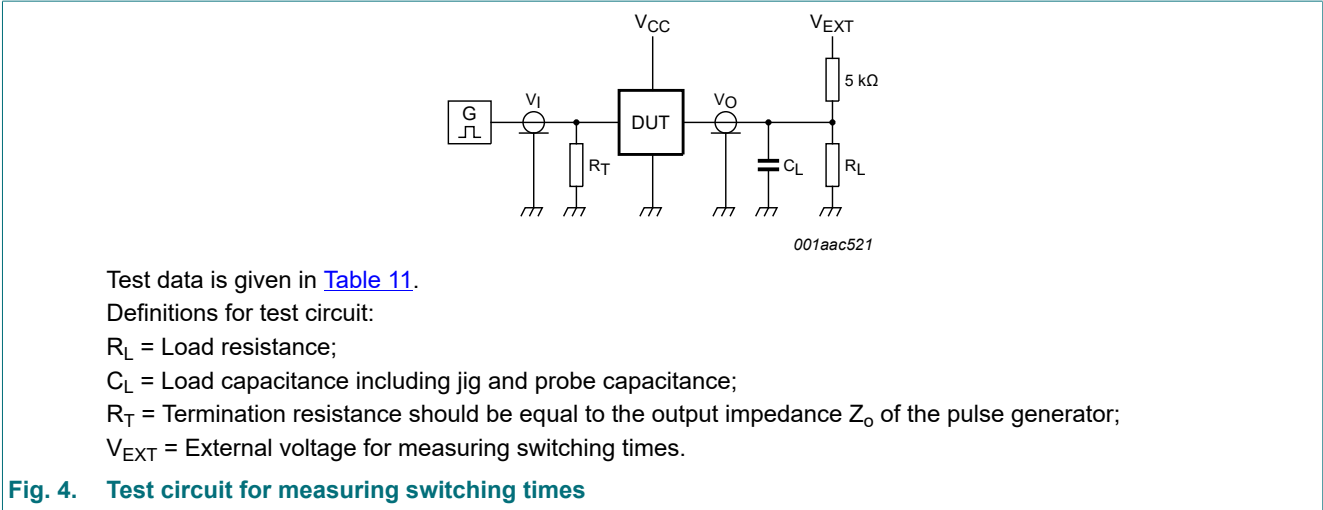 VCC
VEXT
5 kΩ
G
VI
DUT
VO
RT
CL
RL
001aac521
Test data is given in Table 11.
Definitions for test circuit:
RL = Load resistance;
CL = Load capacitance including jig and probe capacitance;
RT = Termination resistance should be equal to the output impedance Zo of the pulse generator;
VEXT = External voltage for measuring switching times.
Fig. 4. Test circuit for measuring switching times